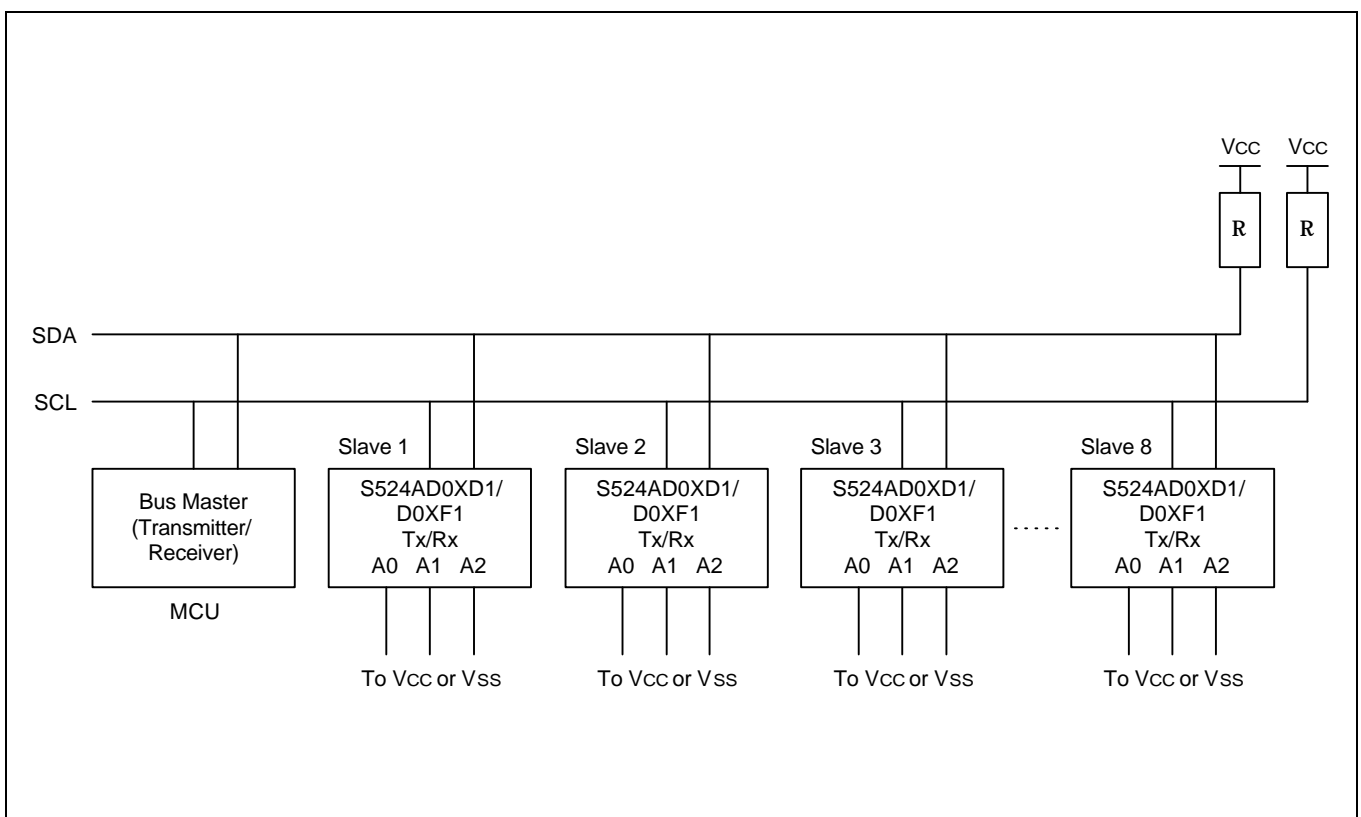 VCC VCC
R R
SDA
SCL
Slave 1 Slave 2 Slave 3 Slave 8
Bus Master
(Transmitter/
Receiver)
MCU
S524AD0XD1/
D0XF1
Tx/Rx
A0 A1 A2
To VCC or VSS
S524AD0XD1/
D0XF1
Tx/Rx
A0 A1 A2
To VCC or VSS
S524AD0XD1/
D0XF1
Tx/Rx
A0 A1 A2
To VCC or VSS
.....
S524AD0XD1/
D0XF1
Tx/Rx
A0 A1 A2
To VCC or VSS